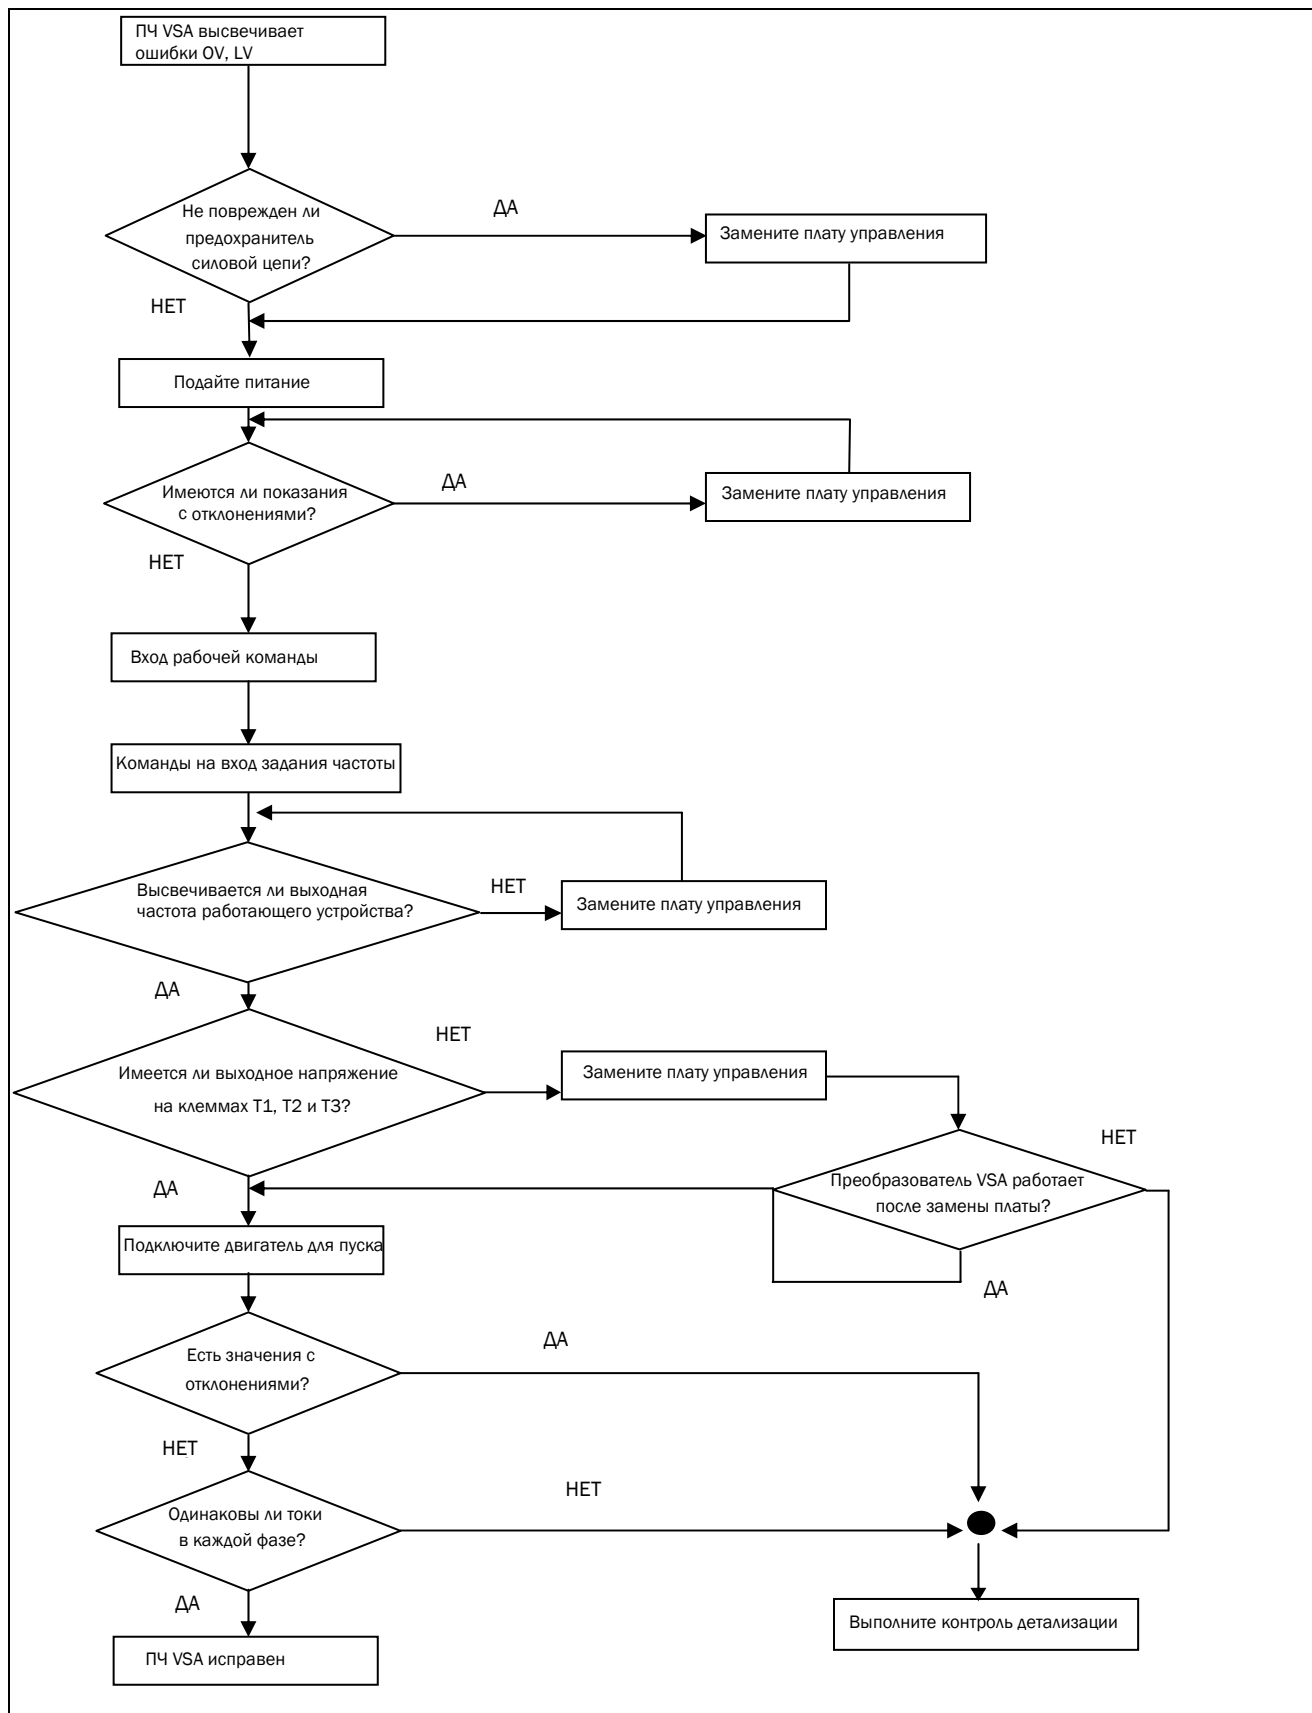 ПЧ VSA высвечивает
ошибки OV, LV
Не поврежден ли
предохранитель
силовой цепи?
ДА
Замените плату управления
НЕТ
Подайте питание
Имеются ли показания
с отклонениями?
ДА
Замените плату управления
НЕТ
Вход рабочей команды
Команды на вход задания частоты
Высвечивается ли выходная
частота работающего устройства?
НЕТ
Замените плату управления
ДА
Имеется ли выходное напряжение
на клеммах T1, T2 и T3?
НЕТ
Замените плату управления
Преобразователь VSA работает
после замены платы?
НЕТ
ДА
ДА
Подключите двигатель для пуска
Есть значения с
отклонениями?
ДА
НЕТ
Одинаковы ли токи
в каждой фазе?
НЕТ
ДА
Выполните контроль детализации
ПЧ VSA исправен